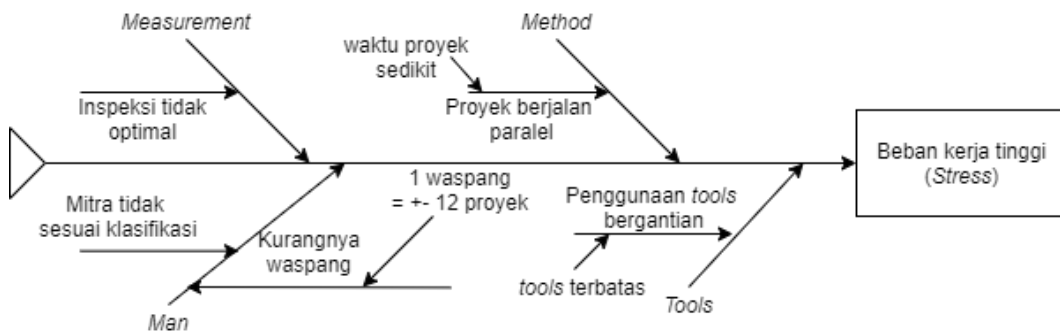 Measurement
Method
waktu proyek
sedikit
Inspeksi tidak
optimal
Proyek berjalan
paralel
Beban kerja tinggi
(Stress)
1 waspang
= +- 12 proyek
Mitra tidak
sesuai klasifikasi
Penggunaan tools
bergantian
Kurangnya
waspang
tools terbatas
Tools
Man